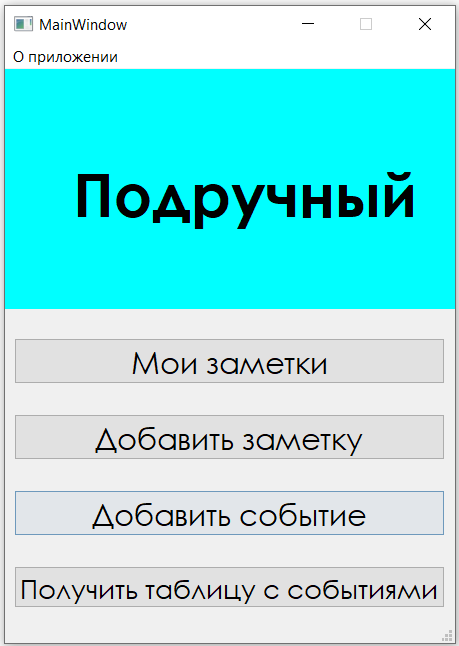 MainWindow
О приложении
Подручный
Мои заметки
Добавить заметку
Добавить событие
Получить таблицу с событиями